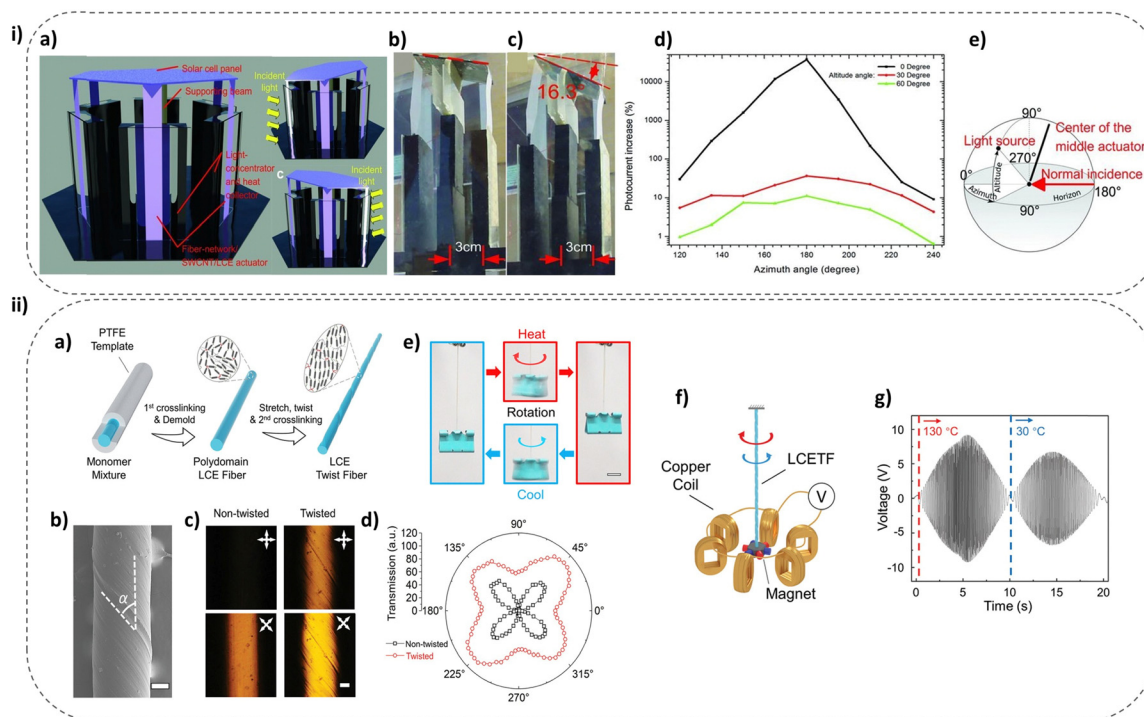 i)
a)
Solar cell panel
Supporting beam
Light-
concentrator
and heat
collector
Fiber-network/
SWCNT/LCE actuator
Incident
light
Incident
light
c
b)
3cm
c)
16.3°
3cm
d)
Photocurrent increase (%)
10000
1000
100
10
1
120 135 150 165 180 195 210 225 240
Azimuth angle (degree)
Altitude angle:
0 Degree
30 Degree
60 Degree
e)
90°
Light source
Center of the
middle actuator
270°
Normal incidence
0°
180°
Azimuth
Altitude
Horizon
90°
ii)
a)
PTFE
Template
1st crosslinking
& Demold
Stretch, twist
& 2nd crosslinking
Monomer
Mixture
Polydomain
LCE Fiber
LCE
Twist Fiber
b)
α
c)
Non-twisted
Twisted
d)
Transmission (a.u.)
120
100
80
60
40
20
0
90°
45°
0°
315°
270°
225°
180°
135°
Non-twisted
Twisted
e)
Heat
Rotation
Cool
f)
LCETF
Copper
Coil
V
Magnet
g)
Voltage (V)
10
5
0
-5
-10
130 °C
30 °C
0 5 10 15 20
Time (s)